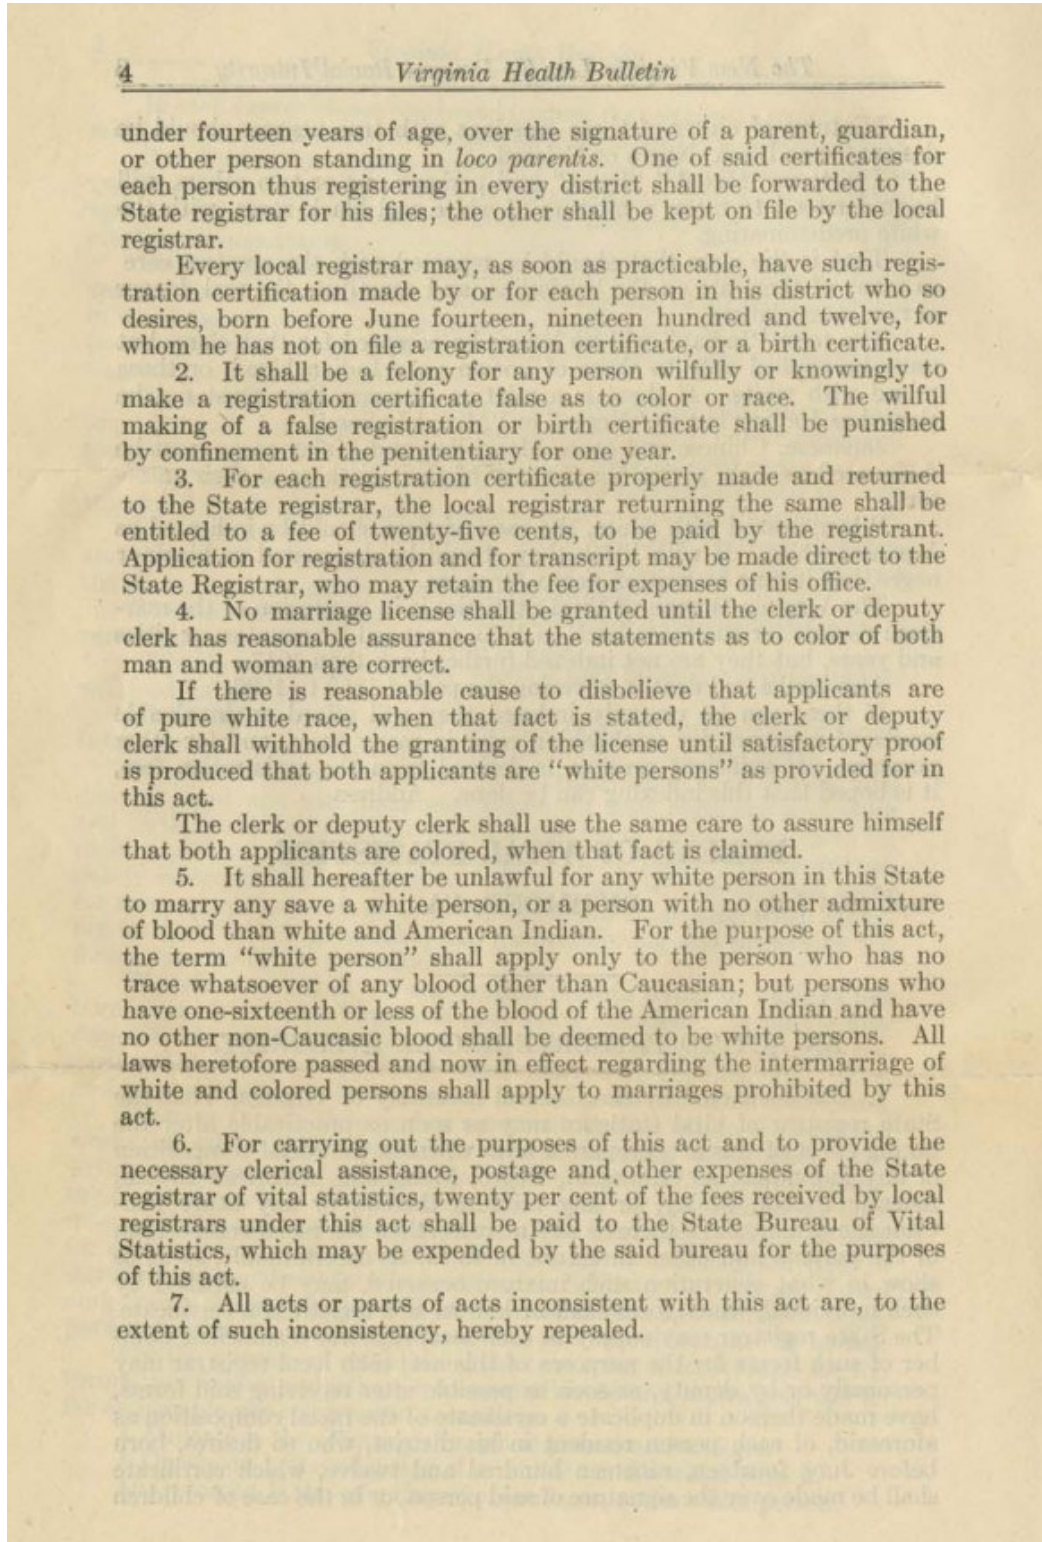 4 Virginia Health Bulletin
under fourteen years of age, over the signature of a parent, guardian,
or other person standing in loco parentis. One of said certificates for
each person thus registering in every district shall be forwarded to the
State registrar for his files; the other shall be kept on file by the local
registrar.
Every local registrar may, as soon as practicable, have such regis-
tration certification made by or for each person in his district who so
desires, born before June fourteen, nineteen hundred and twelve, for
whom he has not on file a registration certificate, or a birth certificate.
2. It shall be a felony for any person wilfully or knowingly to
make a registration certificate false as to color or race. The wilful
making of a false registration or birth certificate shall be punished
by confinement in the penitentiary for one year.
3. For each registration certificate properly made and returned
to the State registrar, the local registrar returning the same shall be
entitled to a fee of twenty-five cents, to be paid by the registrant.
Application for registration and for transcript may be made direct to the
State Registrar, who may retain the fee for expenses of his office.
4. No marriage license shall be granted until the clerk or deputy
clerk has reasonable assurance that the statements as to color of both
man and woman are correct.
If there is reasonable cause to disbelieve that applicants are
of pure white race, when that fact is stated, the clerk or deputy
clerk shall withhold the granting of the license until satisfactory proof
is produced that both applicants are "white persons" as provided for in
this act.
The clerk or deputy clerk shall use the same care to assure himself
that both applicants are colored, when that fact is claimed.
5. It shall hereafter be unlawful for any white person in this State
to marry any save a white person, or a person with no other admixture
of blood than white and American Indian. For the purpose of this act,
the term "white person" shall apply only to the person who has no
trace whatsoever of any blood other than Caucasian; but persons who
have one-sixteenth or less of the blood of the American Indian and have
no other non-Caucasic blood shall be deemed to be white persons. All
laws heretofore passed and now in effect regarding the intermarriage of
white and colored persons shall apply to marriages prohibited by this
act.
6. For carrying out the purposes of this act and to provide the
necessary clerical assistance, postage and other expenses of the State
registrar of vital statistics, twenty per cent of the fees received by local
registrars under this act shall be paid to the State Bureau of Vital
Statistics, which may be expended by the said bureau for the purposes
of this act.
7. All acts or parts of acts inconsistent with this act are, to the
extent of such inconsistency, hereby repealed.